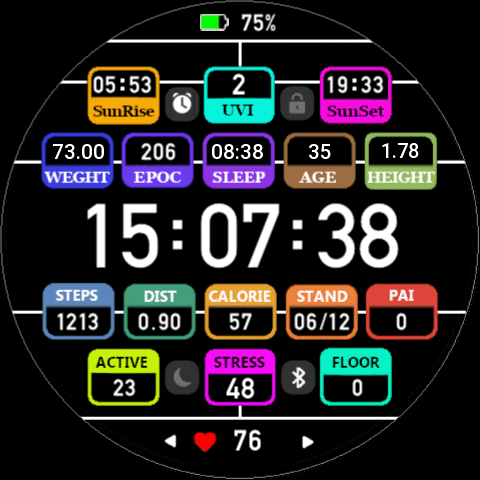 75%
05:53 2 19:33
SunRise UVI SunSet
73.00 206 08:38 35 1.78
WEGHT EPOC SLEEP AGE HEIGHT
15:07:38
STEPS DIST CALORIE STAND PAI
1213 0.90 57 06/12 0
ACTIVE STRESS FLOOR
23 48 0
76